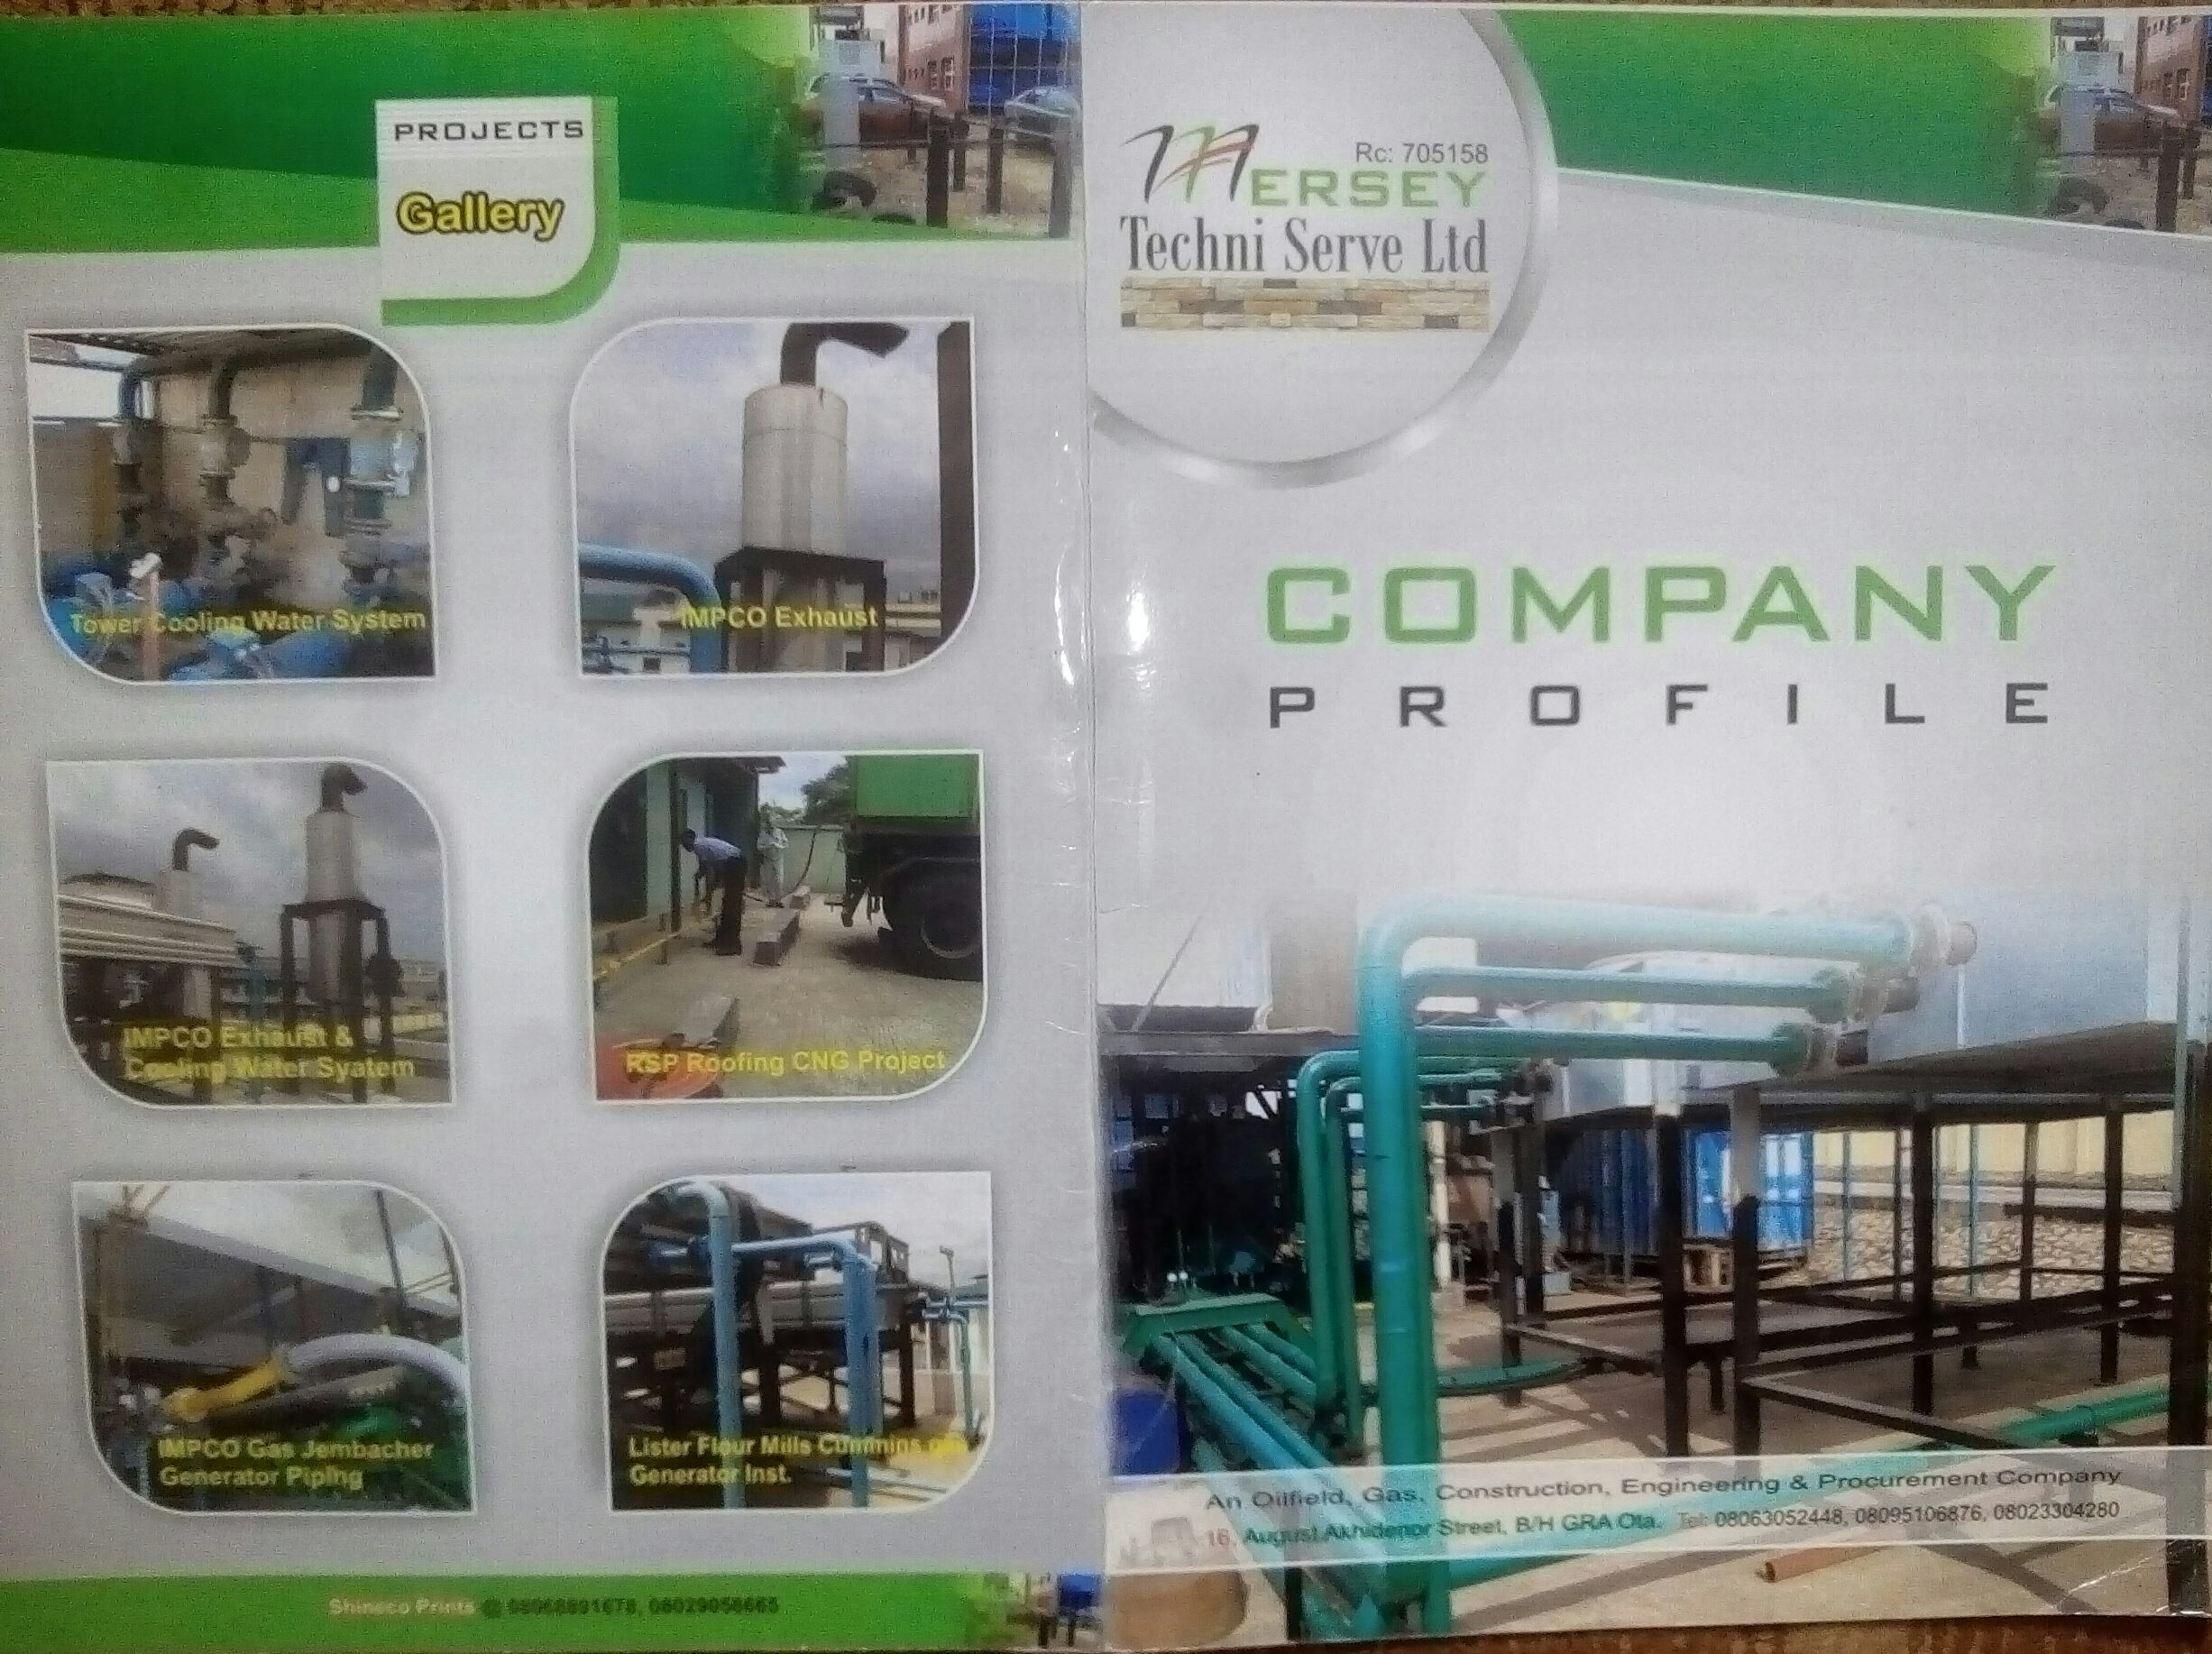 PROJECTS
Gallery
Tower Cooling Water System
IMPCO Exhaust
IMPCO Exhaust &
Cooling Water Syatem
RSP Roofing CNG Project
IMPCO Gas Jembacher
Generator Piping
Lister Flour Mills Cummins
Generator Inst.
Shineco Prints
Rc: 705158
MERSEY
Techni Serve Ltd
COMPANY
PROFILE
An Oilfield, Gas, Construction, Engineering & Procurement Company
16, August Akhidenor Street, B/H GRA Ota. Tel: 08063052448, 08095106876, 08023304280